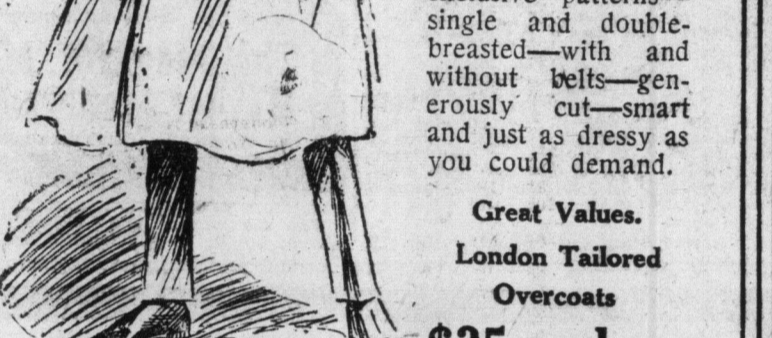 single and double-
breasted—with and
without belts—gen-
erously cut—smart
and just as dressy as
you could demand.
Great Values.
London Tailored
Overcoats